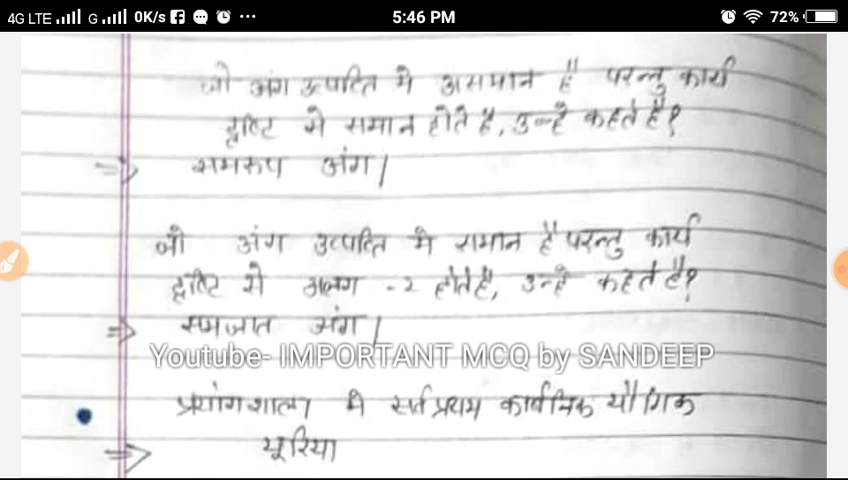 4G LTE G 0K/s 5:46 PM 72%
जो अंग उत्पत्ति मे असमान है परन्तु कार्य
दृष्टि से समान होते है, उन्हे कहते है?
⇒ समरूप अंग।
जो अंग उत्पत्ति मे समान है परन्तु कार्य
दृष्टि से अलग -२ होते है, उन्हे कहते है?
⇒ समजात अंग।
Youtube- IMPORTANT MCQ by SANDEEP
प्रयोगशाला मे सर्वप्रथम कार्बनिक यौगिक
⇒ यूरिया